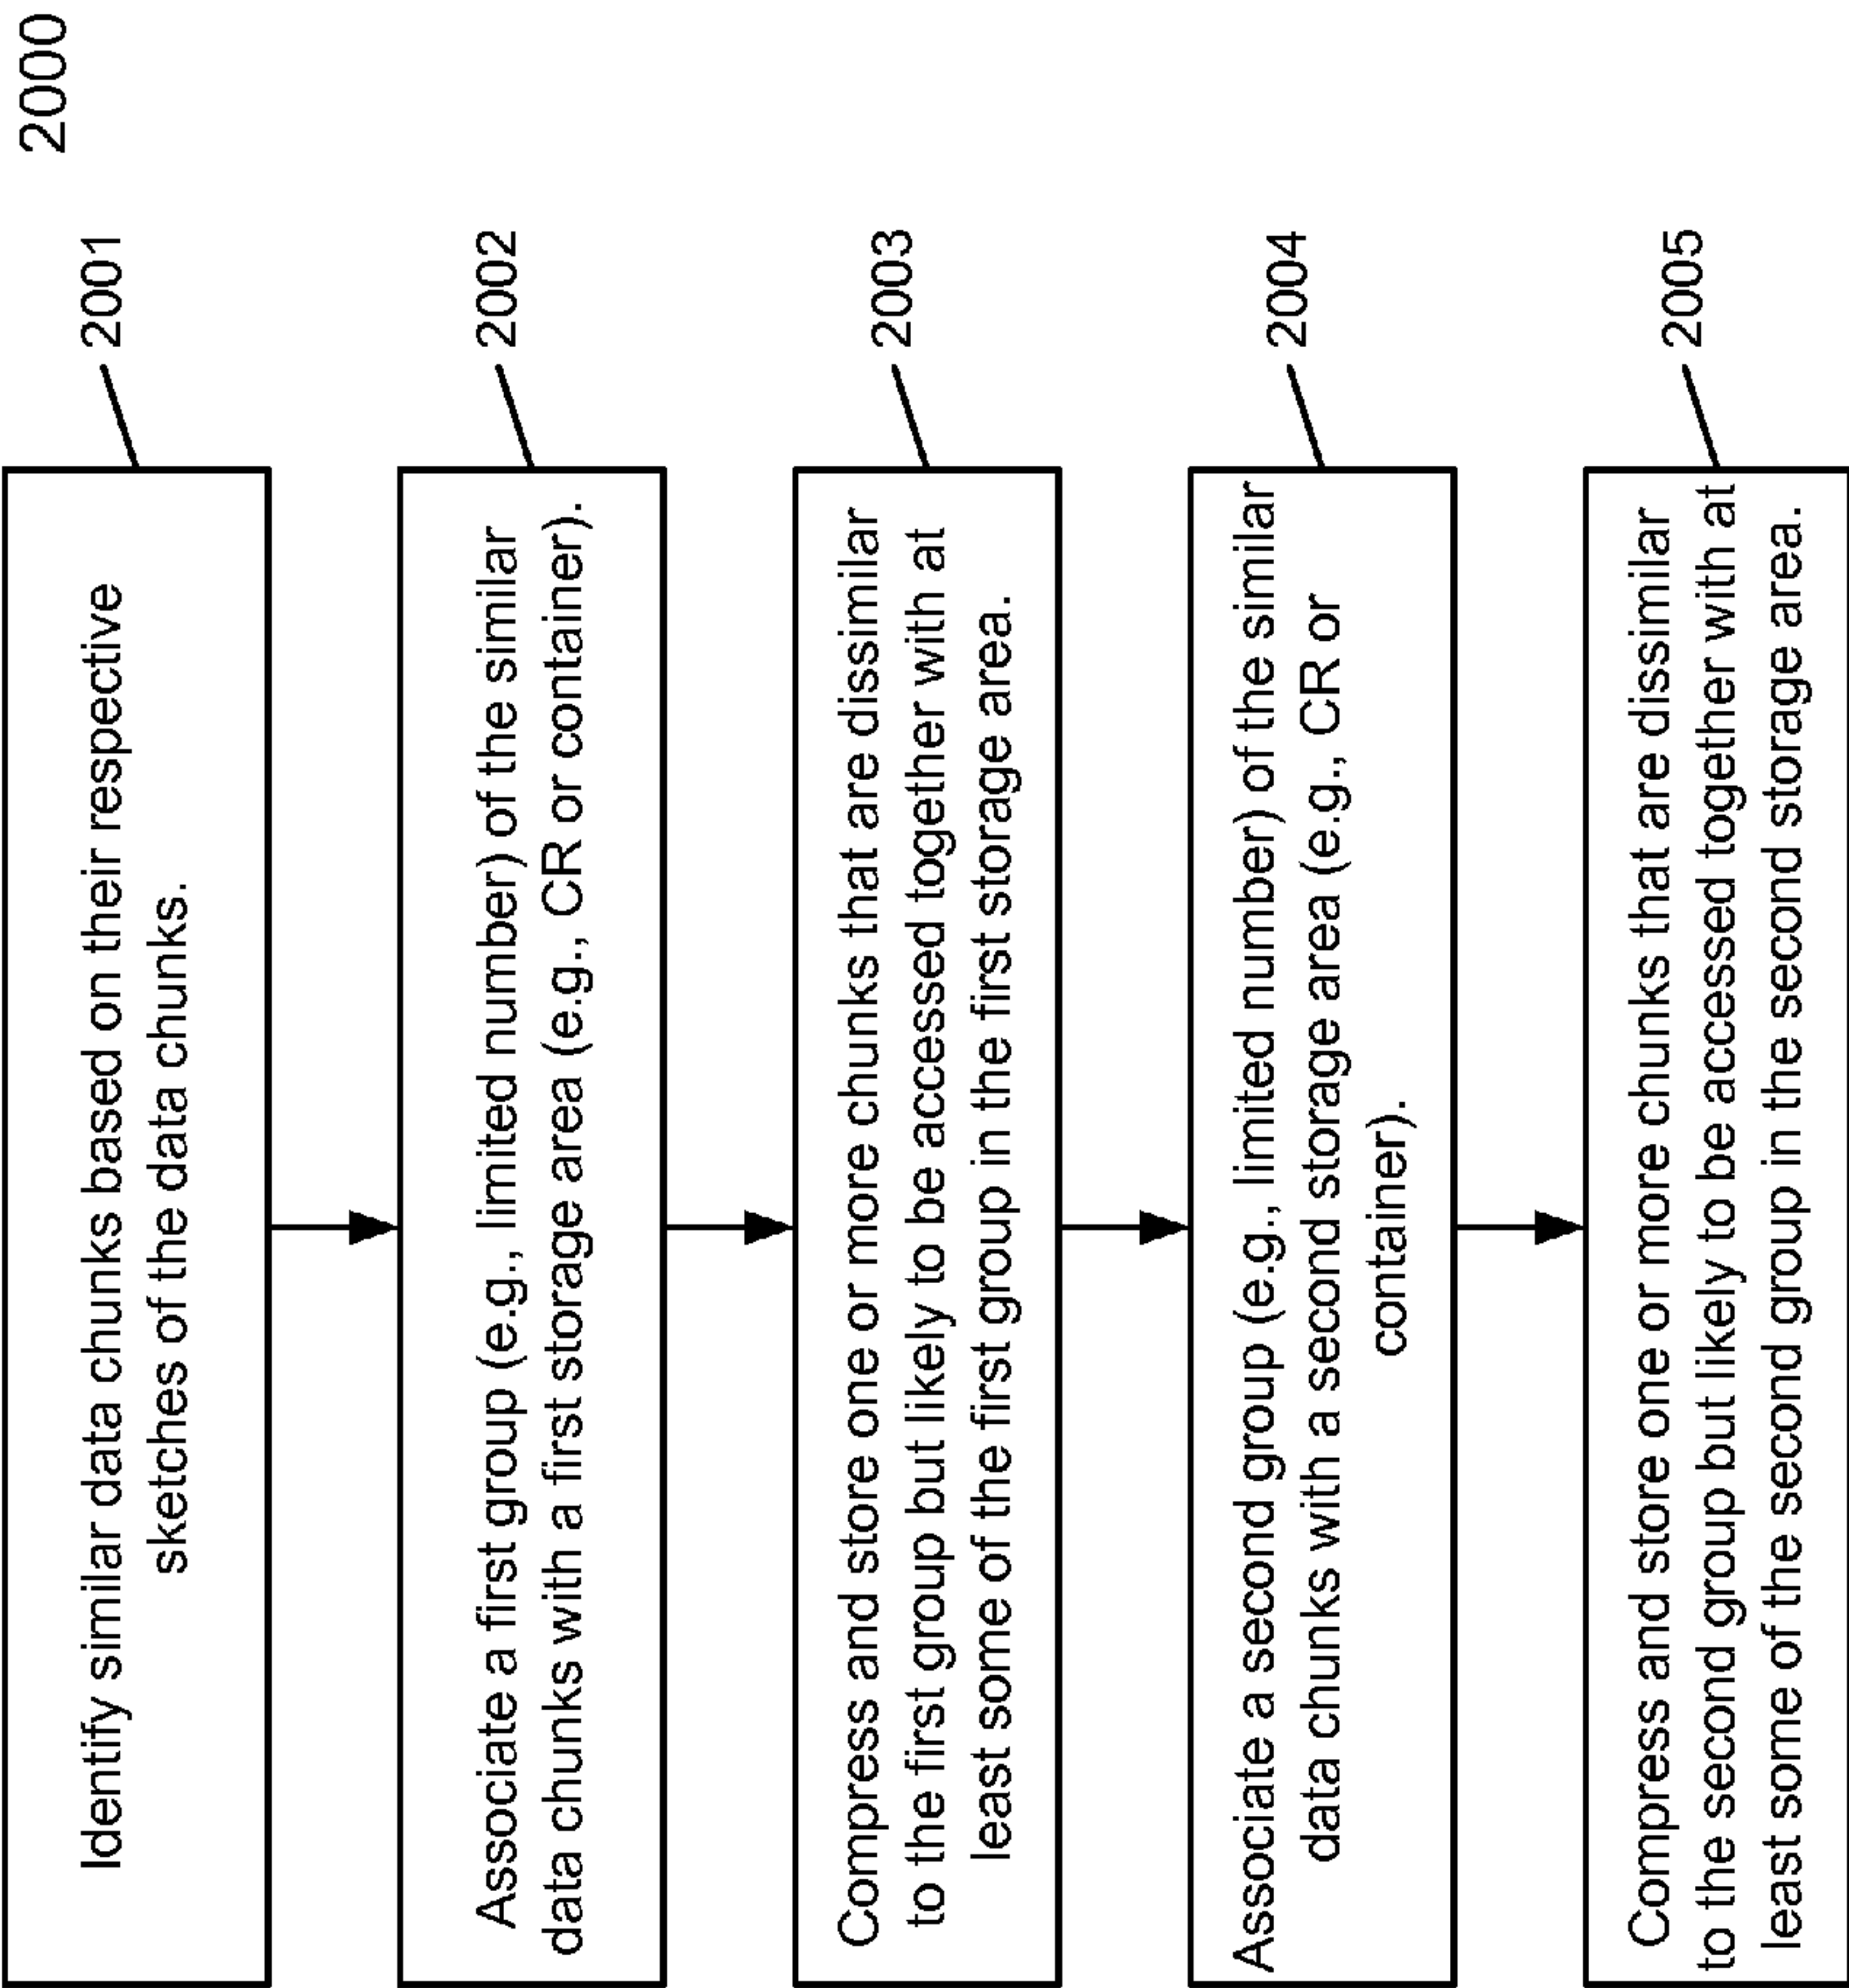 2000
2001
Identify similar data chunks based on their respective
sketches of the data chunks.
2002
Associate a first group (e.g., limited number) of the similar
data chunks with a first storage area (e.g., CR or container).
2003
Compress and store one or more chunks that are dissimilar
to the first group but likely to be accessed together with at
least some of the first group in the first storage area.
2004
Associate a second group (e.g., limited number) of the similar
data chunks with a second storage area (e.g., CR or
container).
2005
Compress and store one or more chunks that are dissimilar
to the second group but likely to be accessed together with at
least some of the second group in the second storage area.